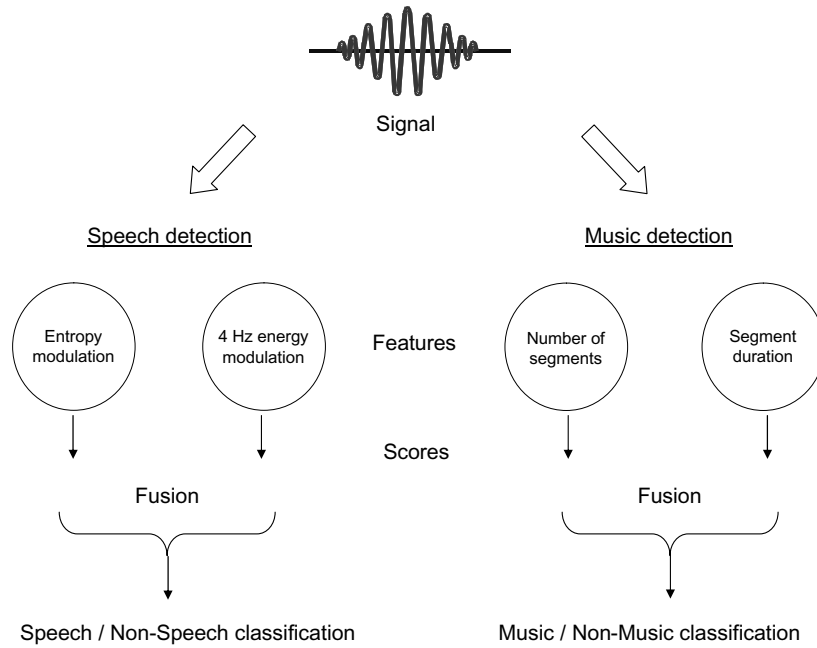 Signal
Speech detection
Music detection
Entropy
modulation
4 Hz energy
modulation
Features
Number of
segments
Segment
duration
Scores
Fusion
Fusion
Speech / Non-Speech classification
Music / Non-Music classification